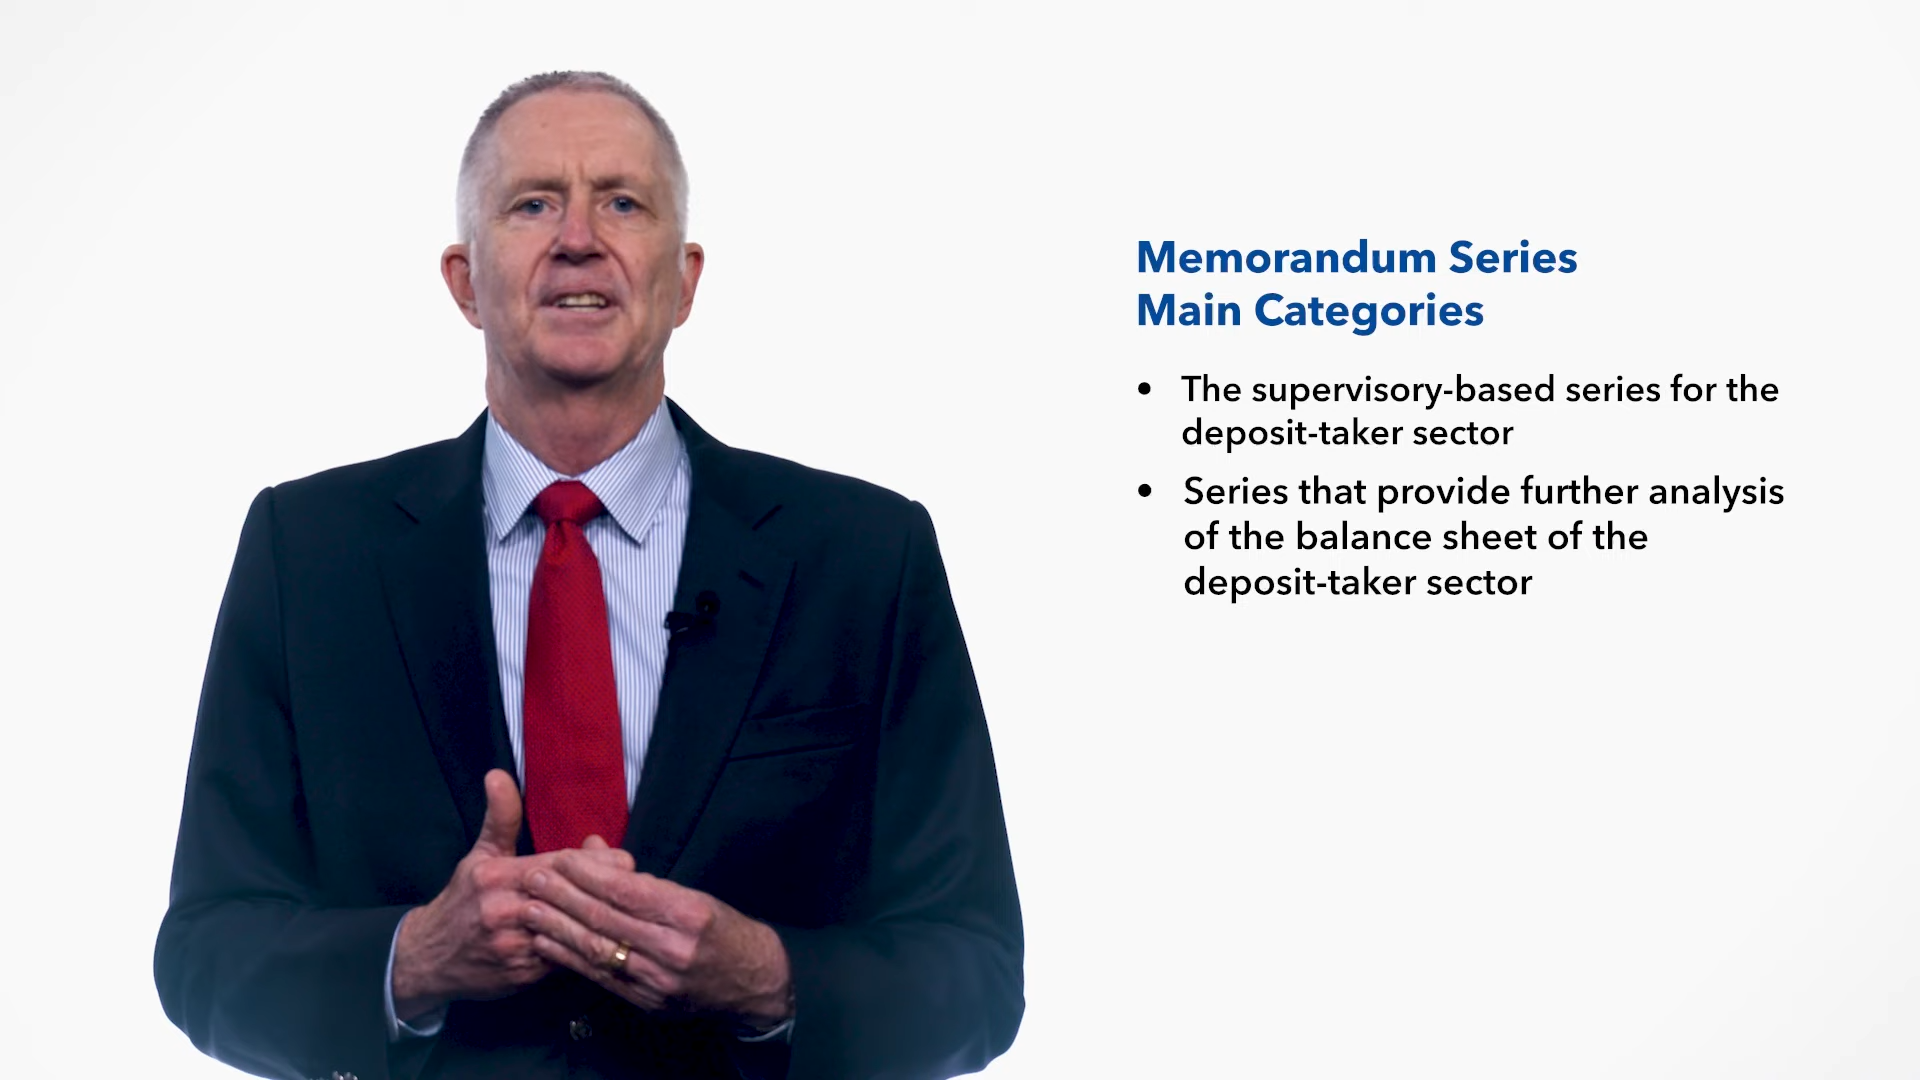 Memorandum Series
Main Categories
• The supervisory-based series for the
deposit-taker sector
• Series that provide further analysis
of the balance sheet of the
deposit-taker sector